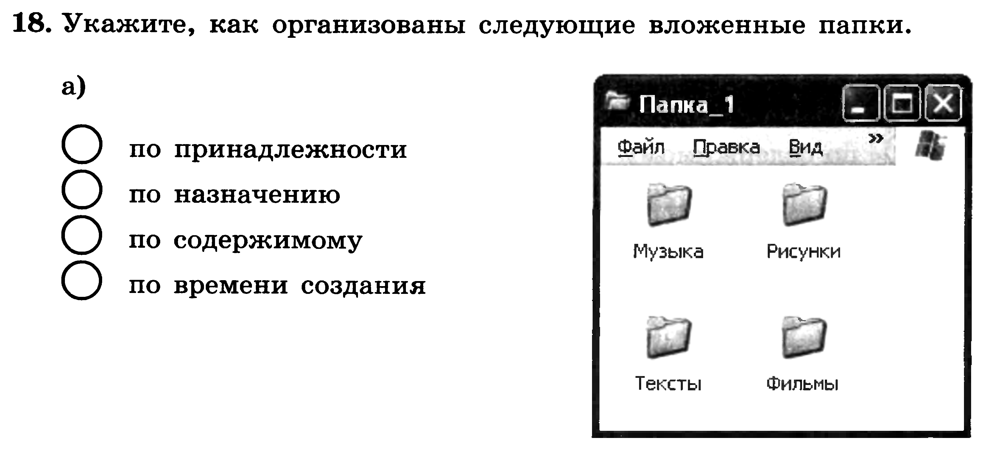 18. Укажите, как организованы следующие вложенные папки.
а)
по принадлежности
по назначению
по содержимому
по времени создания
Папка_1
Файл Правка Вид »
Музыка Рисунки
Тексты Фильмы